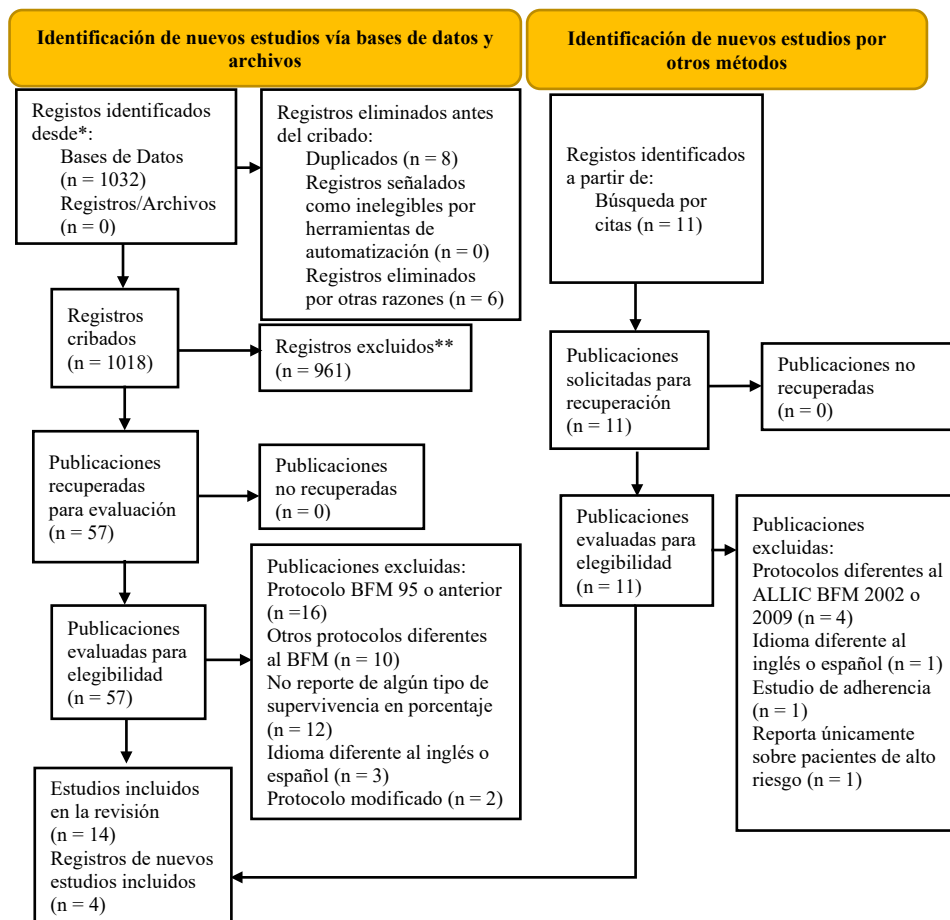 Identificación de nuevos estudios vía bases de datos y
archivos
Identificación de nuevos estudios por
otros métodos
Registos identificados
desde*:
Bases de Datos
(n = 1032)
Registros/Archivos
(n = 0)
Registros eliminados antes
del cribado:
Duplicados (n = 8)
Registros señalados
como inelegibles por
herramientas de
automatización (n = 0)
Registros eliminados
por otras razones (n = 6)
Registos identificados
a partir de:
Búsqueda por
citas (n = 11)
Registros
cribados
(n = 1018)
Registros excluidos**
(n = 961)
Publicaciones
solicitadas para
recuperación
(n = 11)
Publicaciones no
recuperadas
(n = 0)
Publicaciones
recuperadas
para evaluación
(n = 57)
Publicaciones
no recuperadas
(n = 0)
Publicaciones
evaluadas para
elegibilidad
(n = 11)
Publicaciones
excluidas:
Protocolos diferentes al
ALLIC BFM 2002 o
2009 (n = 4)
Idioma diferente al
inglés o español (n = 1)
Estudio de adherencia
(n = 1)
Reporta únicamente
sobre pacientes de alto
riesgo (n = 1)
Publicaciones
evaluadas para
elegibilidad
(n = 57)
Publicaciones excluidas:
Protocolo BFM 95 o anterior
(n =16)
Otros protocolos diferentes
al BFM (n = 10)
No reporte de algún tipo de
supervivencia en porcentaje
(n = 12)
Idioma diferente al inglés o
español (n = 3)
Protocolo modificado (n = 2)
Estudios incluidos
en la revisión
(n = 14)
Registros de nuevos
estudios incluidos
(n = 4)